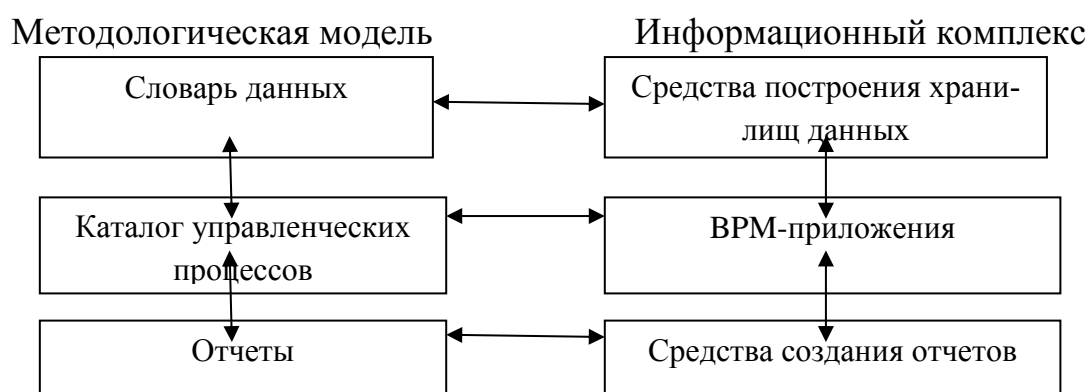 Методологическая модель
Информационный комплекс
Словарь данных
Средства построения храни-
лищ данных
Каталог управленческих
процессов
BPM-приложения
Отчеты
Средства создания отчетов